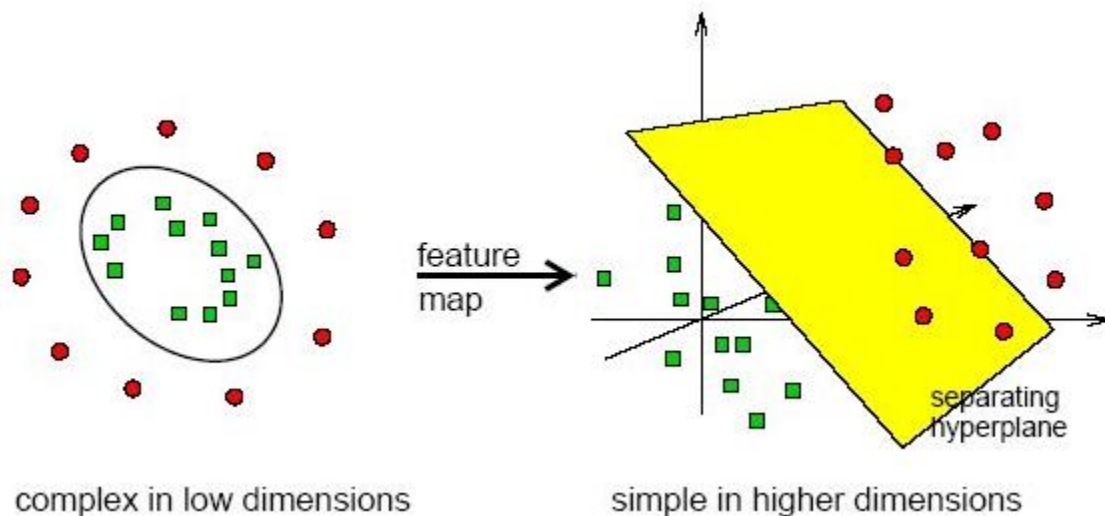 feature
map
separating
hyperplane
complex in low dimensions
simple in higher dimensions